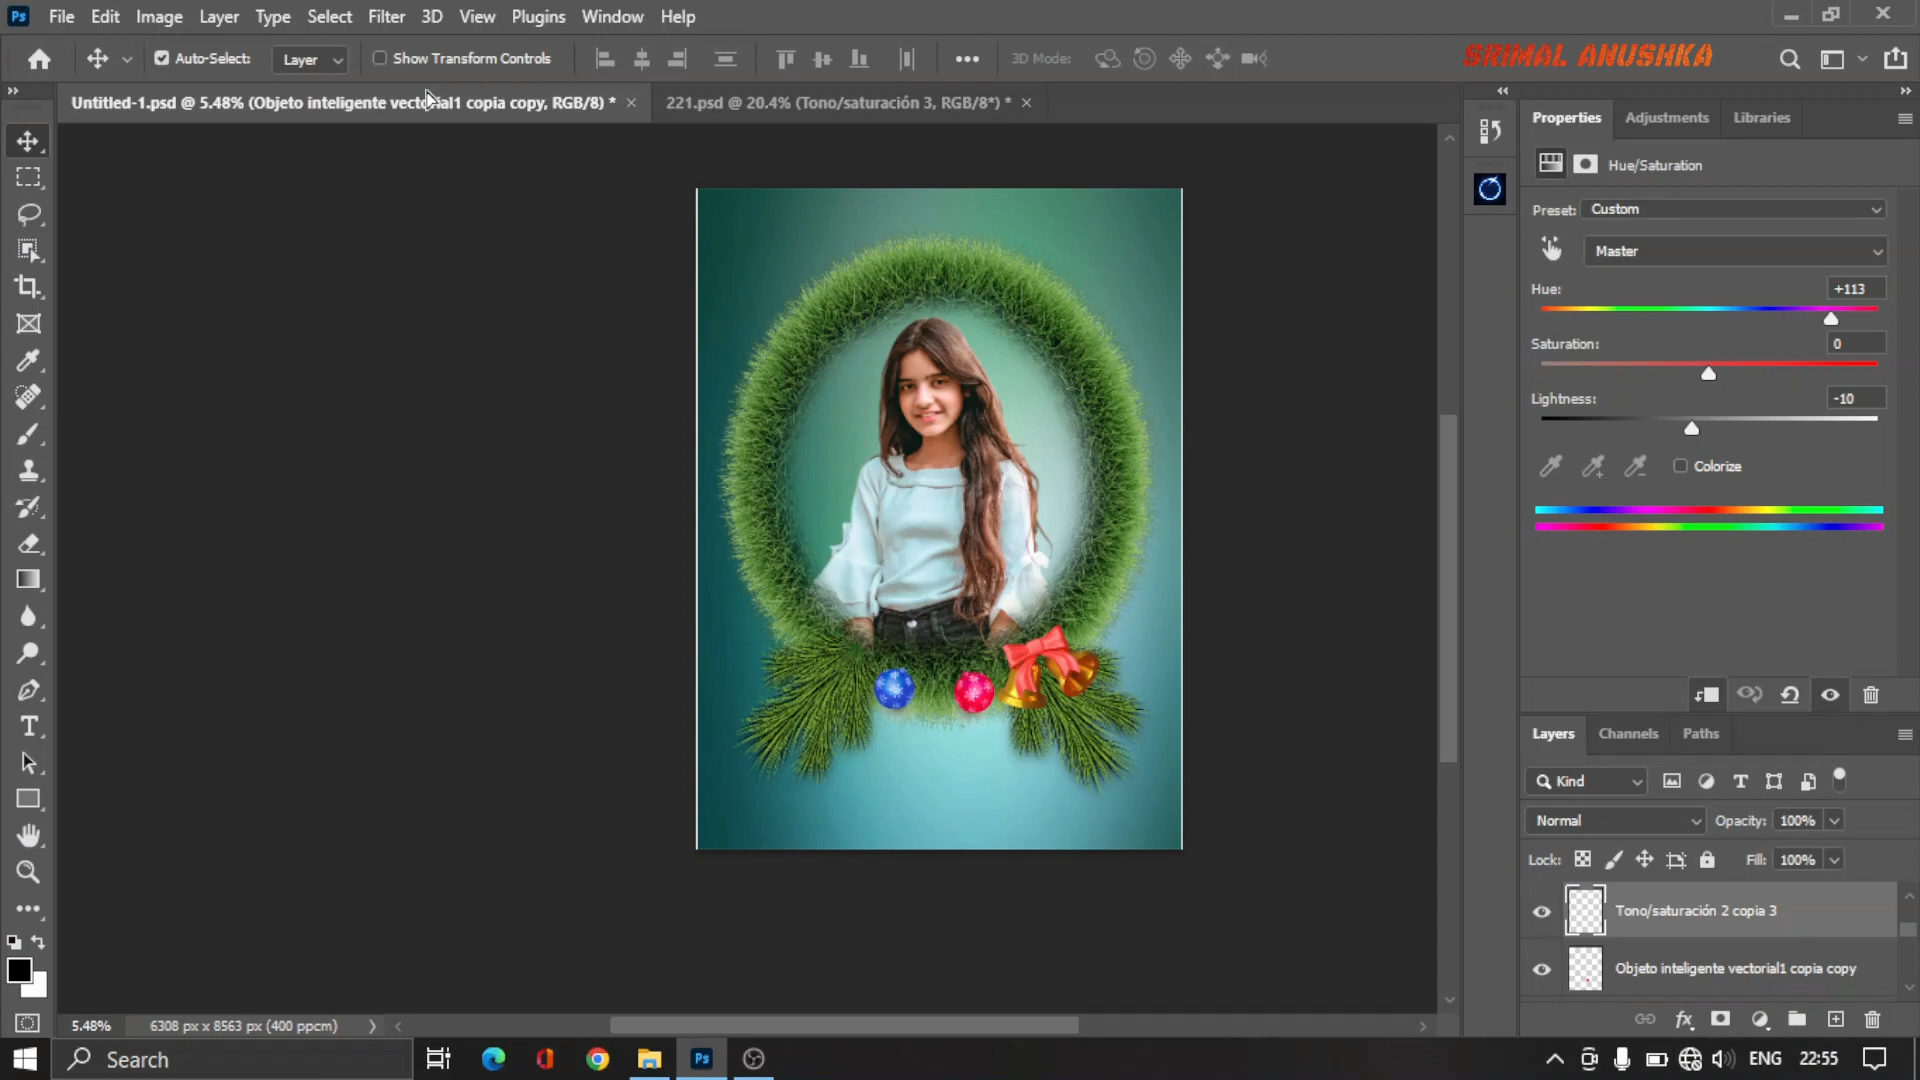 Ps File Edit Image Layer Type Select Filter 3D View Plugins Window Help
Auto-Select: Layer Show Transform Controls 3D Mode: SRIMAL ANUSHKA
Untitled-1.psd @ 5.48% (Objeto inteligente vectorial1 copia copy, RGB/8) * × 221.psd @ 20.4% (Tono/saturación 3, RGB/8*) * ×
Properties Adjustments Libraries
Hue/Saturation
Preset: Custom
Master
Hue: +113
Saturation: 0
Lightness: -10
Colorize
Layers Channels Paths
Kind
Normal Opacity: 100%
Lock: Fill: 100%
Tono/saturación 2 copia 3
Objeto inteligente vectorial1 copia copy
fx
5.48% 6308 px x 8563 px (400 ppcm)
Search Ps ENG 22:55